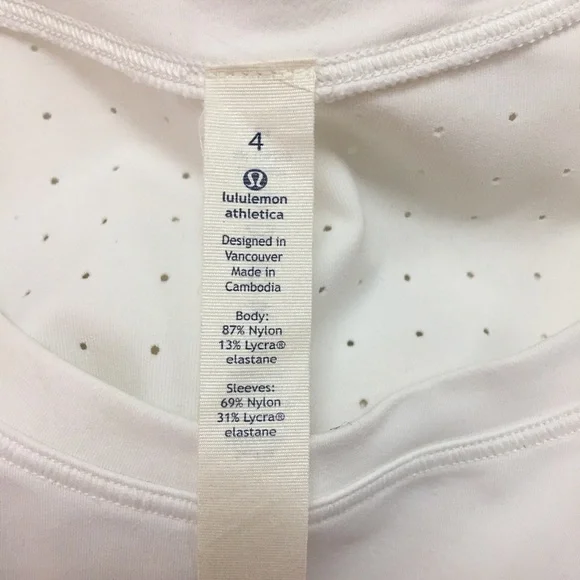 4
lululemon
athletica
Designed in
Vancouver
Made in
Cambodia
Body:
87% Nylon
13% Lycra®
elastane
Sleeves:
69% Nylon
31% Lycra®
elastane